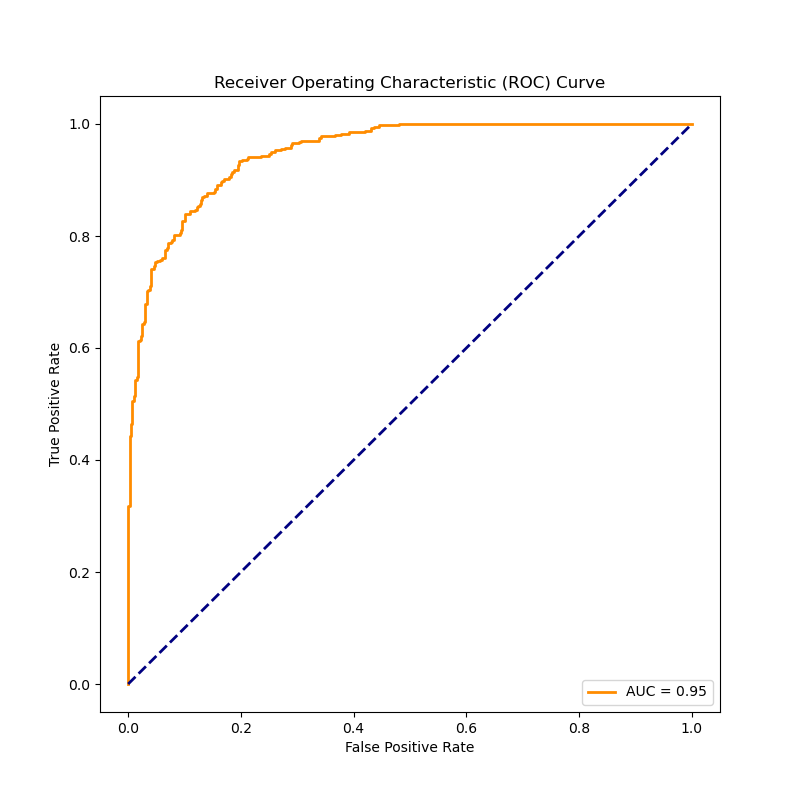 Receiver Operating Characteristic (ROC) Curve
True Positive Rate
1.0
0.8
0.6
0.4
0.2
0.0
0.0 0.2 0.4 0.6 0.8 1.0
False Positive Rate
AUC = 0.95